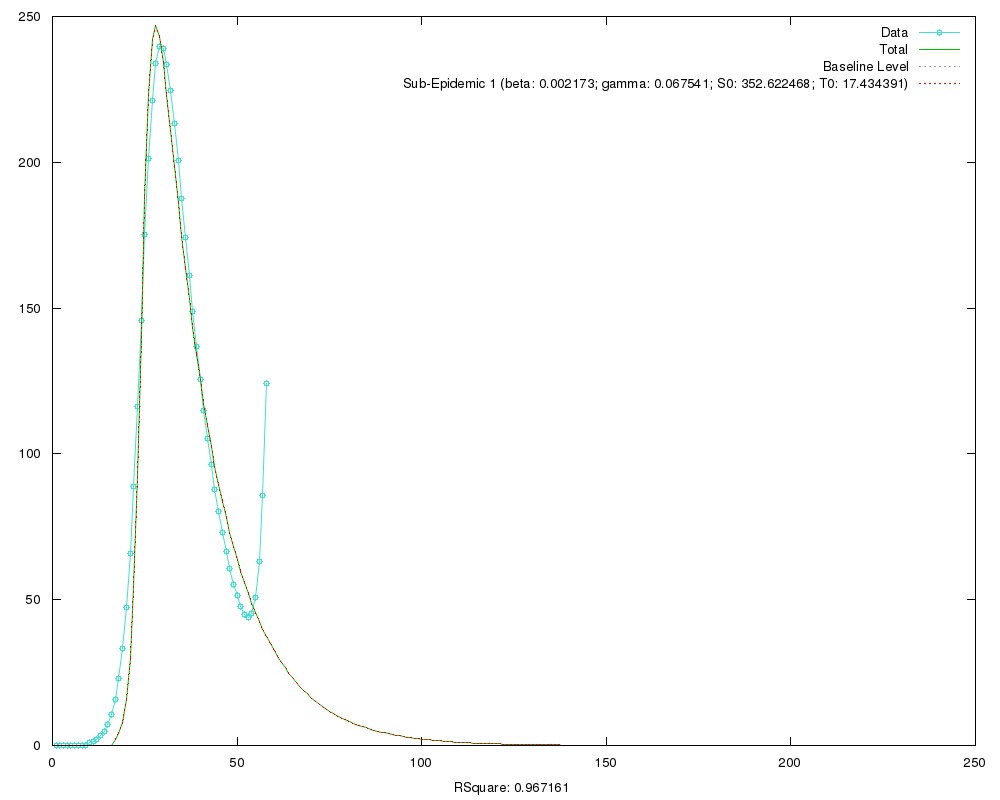 250
200
150
100
50
0
Data
Total
Baseline Level
Sub-Epidemic 1 (beta: 0.002173; gamma: 0.067541; S0: 352.622468; T0: 17.434391)
0 50 100 150 200 250
RSquare: 0.967161